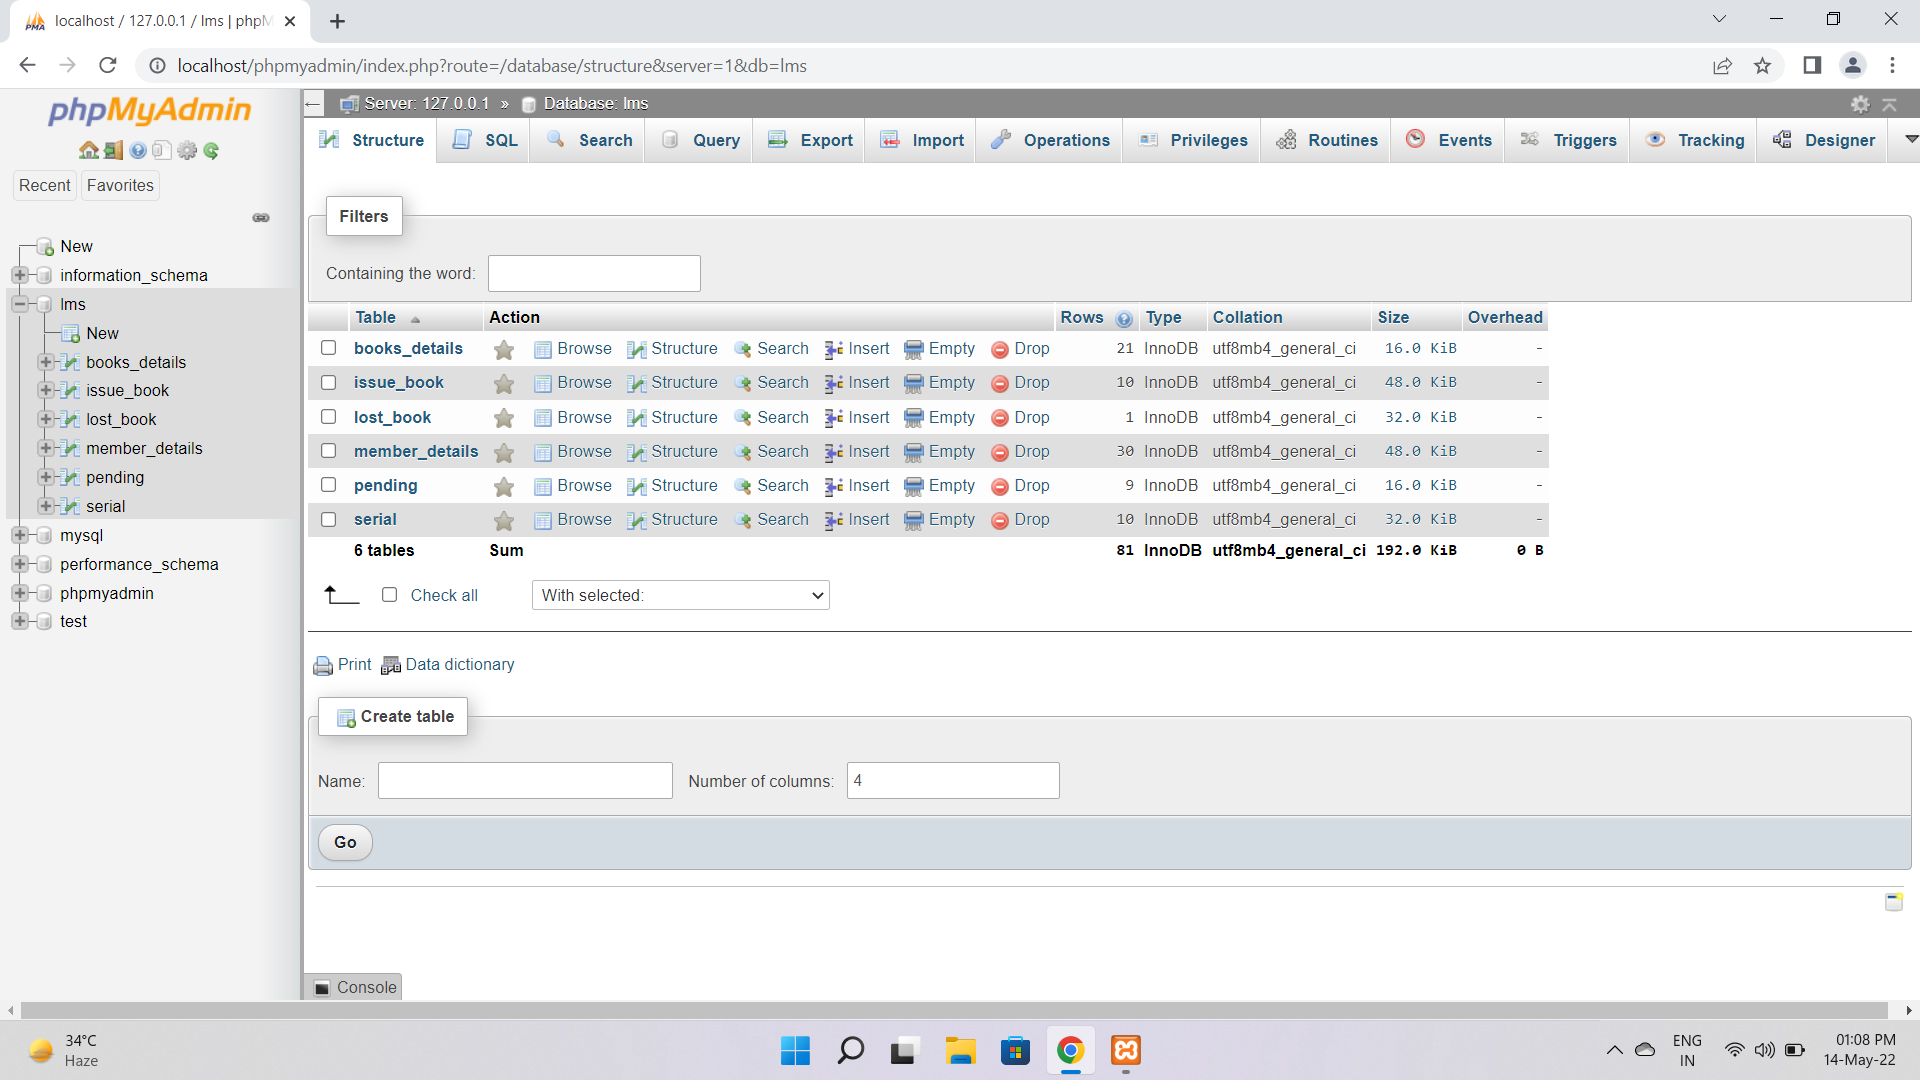 localhost / 127.0.0.1 / lms | phpM
localhost/phpmyadmin/index.php?route=/database/structure&server=1&db=lms
phpMyAdmin
Recent Favorites
New
information_schema
lms
New
books_details
issue_book
lost_book
member_details
pending
serial
mysql
performance_schema
phpmyadmin
test
Server: 127.0.0.1 » Database: lms
Structure SQL Search Query Export Import Operations Privileges Routines Events Triggers Tracking Designer
Filters
Containing the word:
Table Action Rows Type Collation Size Overhead
books_details Browse Structure Search Insert Empty Drop 21 InnoDB utf8mb4_general_ci 16.0 KiB -
issue_book Browse Structure Search Insert Empty Drop 10 InnoDB utf8mb4_general_ci 48.0 KiB -
lost_book Browse Structure Search Insert Empty Drop 1 InnoDB utf8mb4_general_ci 32.0 KiB -
member_details Browse Structure Search Insert Empty Drop 30 InnoDB utf8mb4_general_ci 48.0 KiB -
pending Browse Structure Search Insert Empty Drop 9 InnoDB utf8mb4_general_ci 16.0 KiB -
serial Browse Structure Search Insert Empty Drop 10 InnoDB utf8mb4_general_ci 32.0 KiB -
6 tables Sum 81 InnoDB utf8mb4_general_ci 192.0 KiB 0 B
Check all With selected:
Print Data dictionary
Create table
Name: Number of columns: 4
Go
Console
34°C
Haze
ENG
IN
01:08 PM
14-May-22